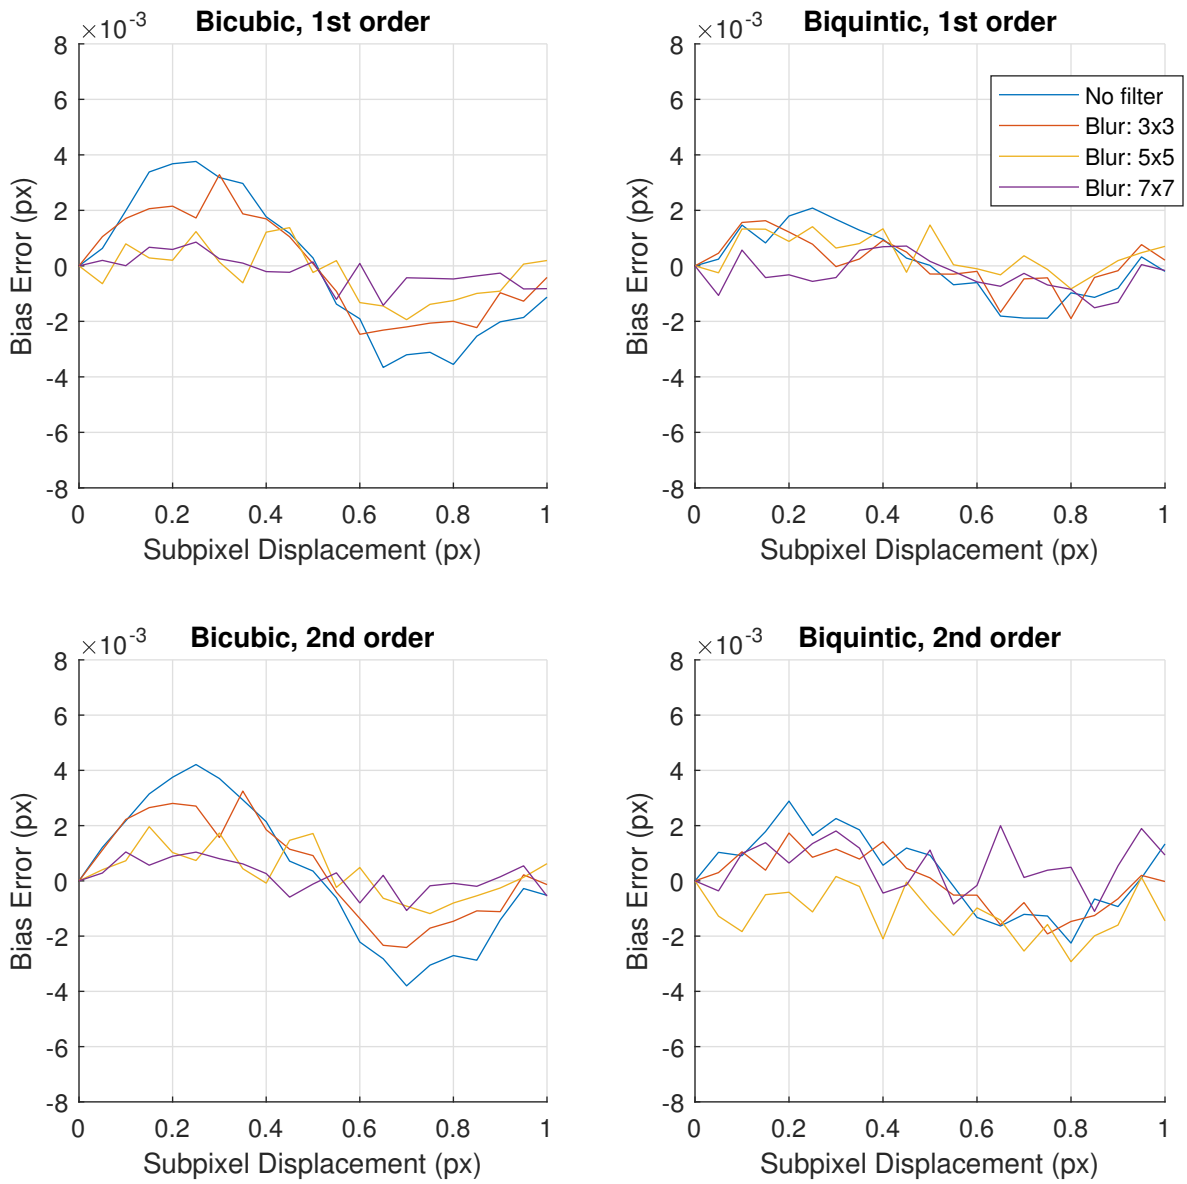 ×10-3
Bicubic, 1st order
8
6
4
2
0
-2
-4
-6
-8
Bias Error (px)
0 0.2 0.4 0.6 0.8 1
Subpixel Displacement (px)
×10-3
Biquintic, 1st order
8
6
4
2
0
-2
-4
-6
-8
Bias Error (px)
No filter
Blur: 3x3
Blur: 5x5
Blur: 7x7
0 0.2 0.4 0.6 0.8 1
Subpixel Displacement (px)
×10-3
Bicubic, 2nd order
8
6
4
2
0
-2
-4
-6
-8
Bias Error (px)
0 0.2 0.4 0.6 0.8 1
Subpixel Displacement (px)
×10-3
Biquintic, 2nd order
8
6
4
2
0
-2
-4
-6
-8
Bias Error (px)
0 0.2 0.4 0.6 0.8 1
Subpixel Displacement (px)